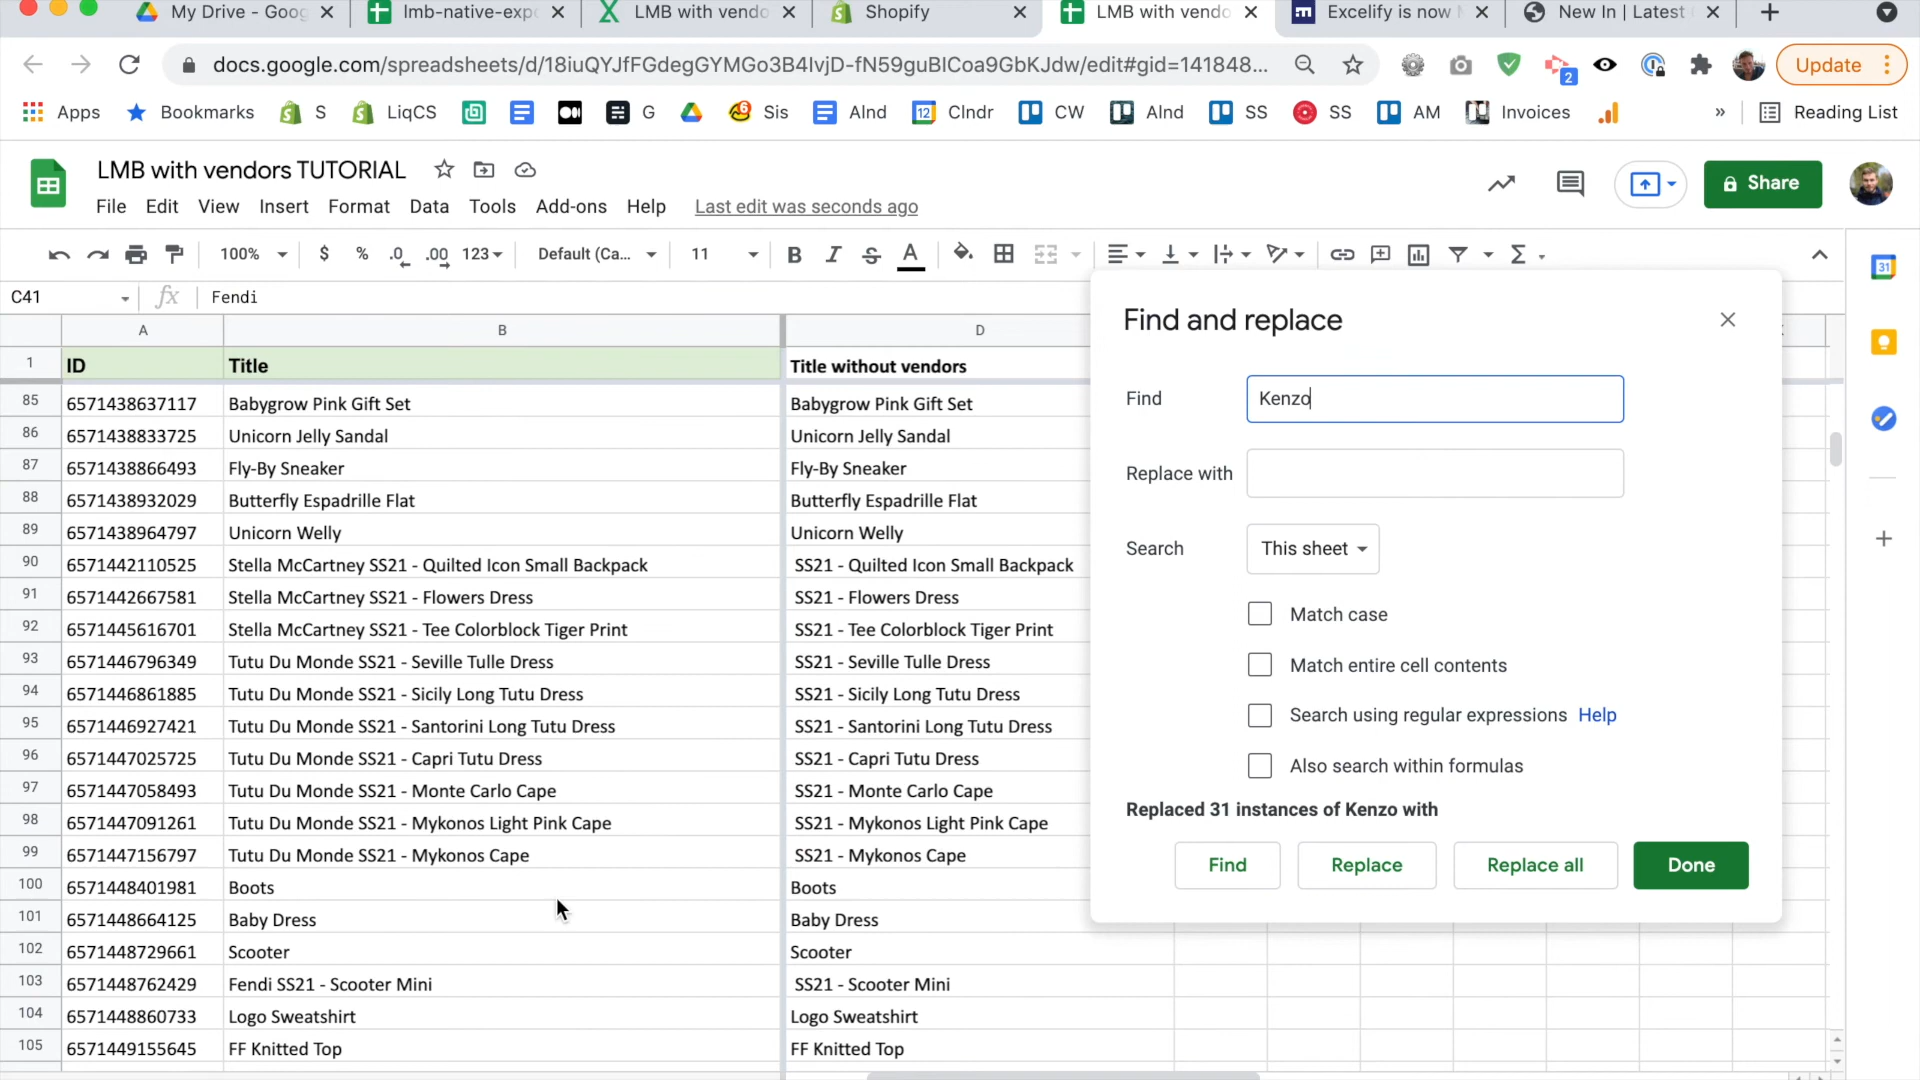 My Drive - Goog
lmb-native-expo
LMB with vendo
Shopify
LMB with vendo
Excelify is now
New In | Latest
docs.google.com/spreadsheets/d/18iuQYJfFGdegGYMGo3B4IvjD-fN59guBlCoa9GbKJdw/edit#gid=141848...
2
Update
Apps
Bookmarks
S
LiqCS
G
6
Sis
AInd
12
Clndr
CW
AInd
SS
SS
AM
Invoices
»
Reading List
LMB with vendors TUTORIAL
File Edit View Insert Format Data Tools Add-ons Help Last edit was seconds ago
Share
100% $ % .0 .00 123 Default (Ca... 11 B I S A Σ
31
C41 fx Fendi
A B D
1 ID Title Title without vendors
85 6571438637117 Babygrow Pink Gift Set Babygrow Pink Gift Set
86 6571438833725 Unicorn Jelly Sandal Unicorn Jelly Sandal
87 6571438866493 Fly-By Sneaker Fly-By Sneaker
88 6571438932029 Butterfly Espadrille Flat Butterfly Espadrille Flat
89 6571438964797 Unicorn Welly Unicorn Welly
90 6571442110525 Stella McCartney SS21 - Quilted Icon Small Backpack SS21 - Quilted Icon Small Backpack
91 6571442667581 Stella McCartney SS21 - Flowers Dress SS21 - Flowers Dress
92 6571445616701 Stella McCartney SS21 - Tee Colorblock Tiger Print SS21 - Tee Colorblock Tiger Print
93 6571446796349 Tutu Du Monde SS21 - Seville Tulle Dress SS21 - Seville Tulle Dress
94 6571446861885 Tutu Du Monde SS21 - Sicily Long Tutu Dress SS21 - Sicily Long Tutu Dress
95 6571446927421 Tutu Du Monde SS21 - Santorini Long Tutu Dress SS21 - Santorini Long Tutu Dress
96 6571447025725 Tutu Du Monde SS21 - Capri Tutu Dress SS21 - Capri Tutu Dress
97 6571447058493 Tutu Du Monde SS21 - Monte Carlo Cape SS21 - Monte Carlo Cape
98 6571447091261 Tutu Du Monde SS21 - Mykonos Light Pink Cape SS21 - Mykonos Light Pink Cape
99 6571447156797 Tutu Du Monde SS21 - Mykonos Cape SS21 - Mykonos Cape
100 6571448401981 Boots Boots
101 6571448664125 Baby Dress Baby Dress
102 6571448729661 Scooter Scooter
103 6571448762429 Fendi SS21 - Scooter Mini SS21 - Scooter Mini
104 6571448860733 Logo Sweatshirt Logo Sweatshirt
105 6571449155645 FF Knitted Top FF Knitted Top
Find and replace
Find Kenzo
Replace with
Search This sheet
Match case
Match entire cell contents
Search using regular expressions Help
Also search within formulas
Replaced 31 instances of Kenzo with
Find Replace Replace all Done